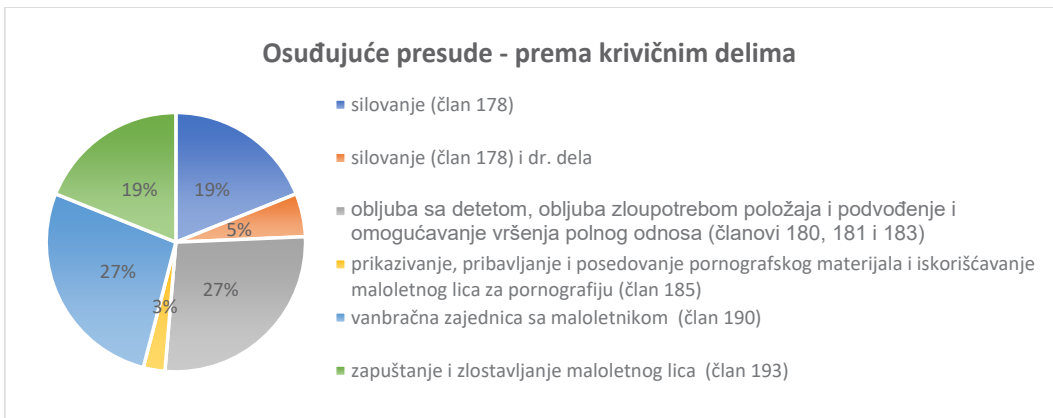 Osuđujuće presude - prema krivičnim delima
silovanje (član 178)
silovanje (član 178) i dr. dela
obljuba sa detetom, obljuba zloupotrebom položaja i podvođenje i
omogućavanje vršenja polnog odnosa (članovi 180, 181 i 183)
prikazivanje, pribavljanje i posedovanje pornografskog materijala i iskorišćavanje
maloletnog lica za pornografiju (član 185)
vanbračna zajednica sa maloletnikom (član 190)
zapuštanje i zlostavljanje maloletnog lica (član 193)
19%
19%
5%
27%
27%
3%